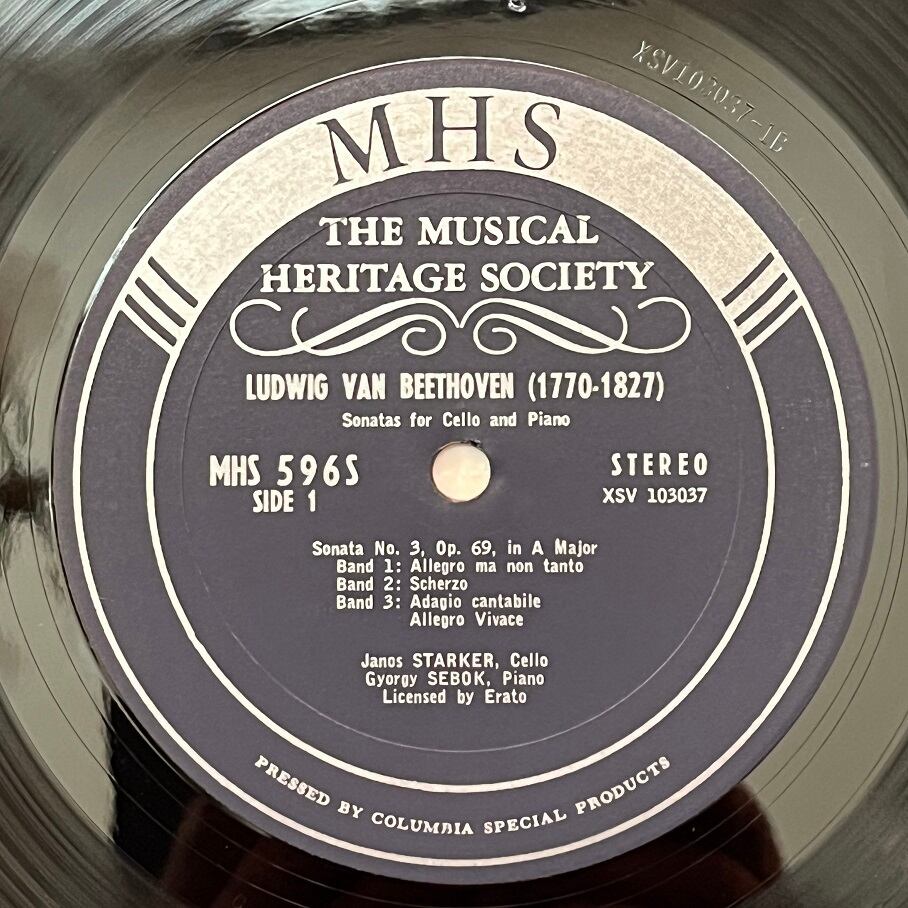 XSV103037-1B
MHS
THE MUSICAL
HERITAGE SOCIETY
LUDWIG VAN BEETHOVEN (1770-1827)
Sonatas for Cello and Piano
MHS 596S
SIDE 1
STEREO
XSV 103037
Sonata No. 3, Op. 69, in A Major
Band 1: Allegro ma non tanto
Band 2: Scherzo
Band 3: Adagio cantabile
Allegro Vivace
Janos STARKER, Cello
Gyorgy SEBOK, Piano
Licensed by Erato
PRESSED BY COLUMBIA SPECIAL PRODUCTS